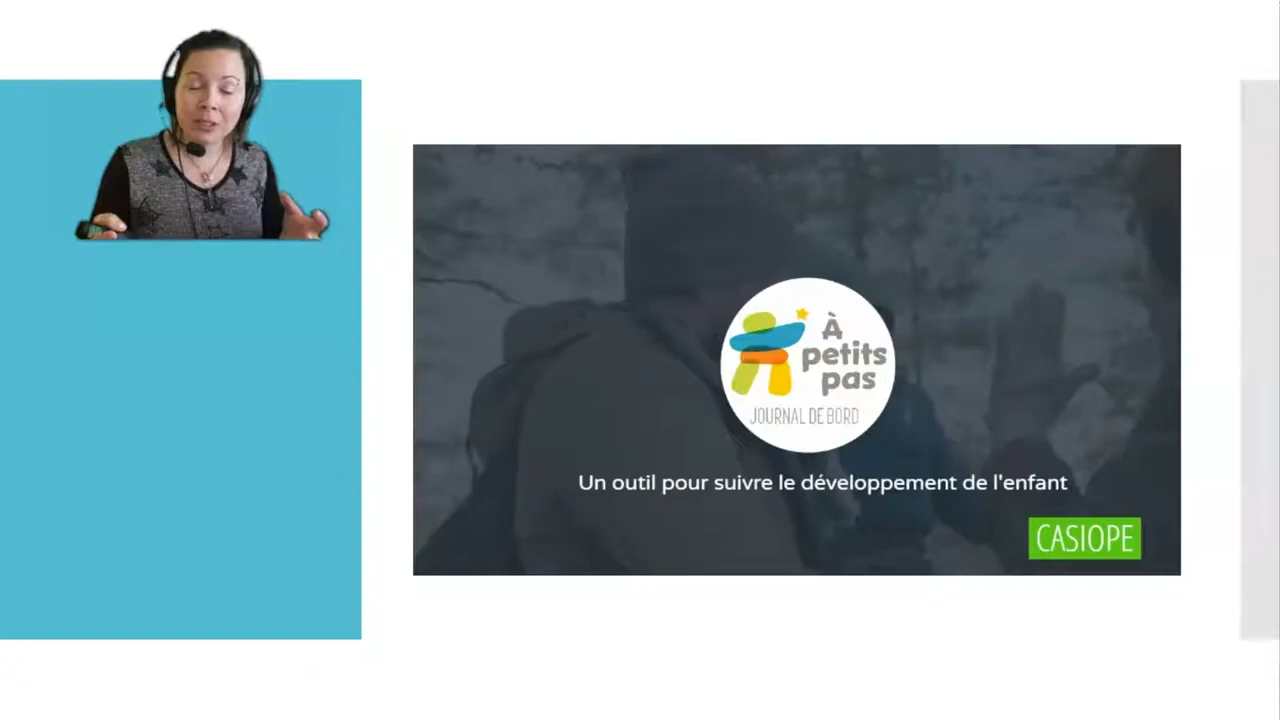 À
petits
pas
JOURNAL DE BORD
Un outil pour suivre le développement de l'enfant
CASIOPE